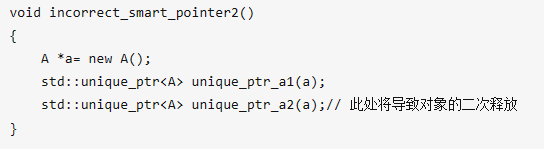 void incorrect_smart_pointer2()
{
    A *a= new A();
    std::unique_ptr<A> unique_ptr_a1(a);
    std::unique_ptr<A> unique_ptr_a2(a);// 此处将导致对象的二次释放
}